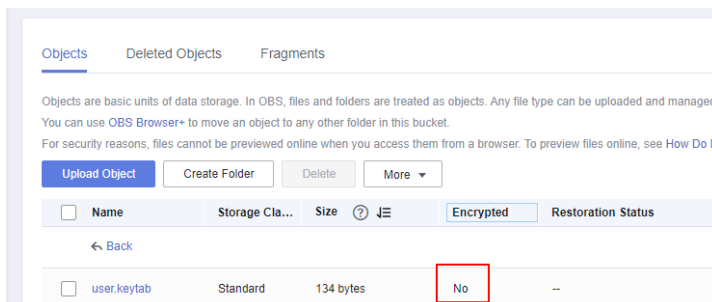 Objects Deleted Objects Fragments
Objects are basic units of data storage. In OBS, files and folders are treated as objects. Any file type can be uploaded and managed
You can use OBS Browser+ to move an object to any other folder in this bucket.
For security reasons, files cannot be previewed online when you access them from a browser. To preview files online, see How Do I
Upload Object Create Folder Delete More
Name Storage Cla... Size Encrypted Restoration Status
Back
user.keytab Standard 134 bytes No --